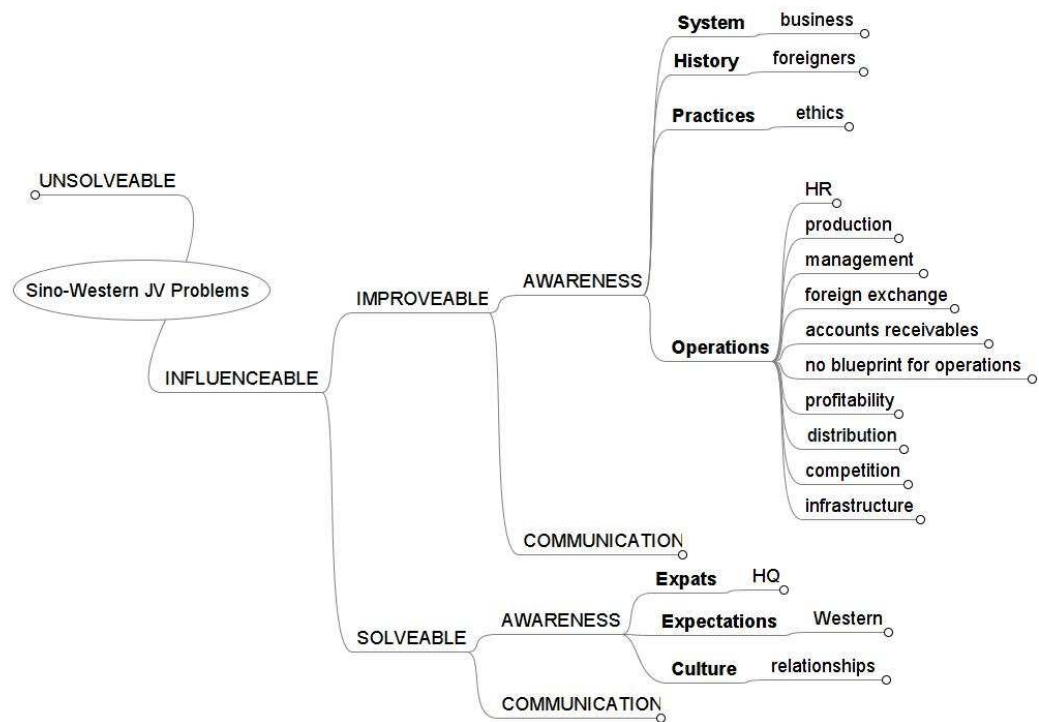 System
business
History
foreigners
Practices
ethics
UNSOLVEABLE
Sino-Western JV Problems
INFLUENCEABLE
IMPROVEABLE
AWARENESS
Operations
HR
production
management
foreign exchange
accounts receivables
no blueprint for operations
profitability
distribution
competition
infrastructure
COMMUNICATION
SOLVEABLE
AWARENESS
Expats
HQ
Expectations
Western
Culture
relationships
COMMUNICATION